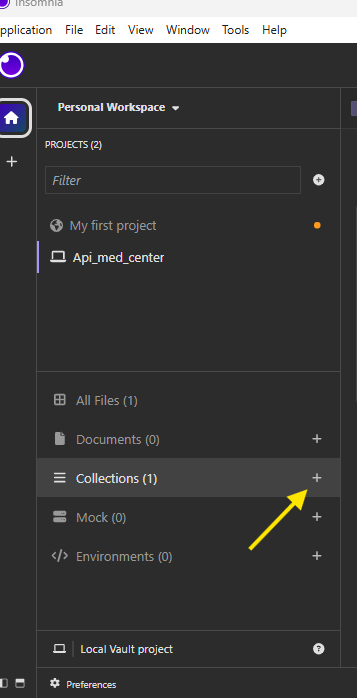 Insomnia
pplication File Edit View Window Tools Help
Personal Workspace
PROJECTS (2)
Filter
My first project
Api_med_center
All Files (1)
Documents (0)
Collections (1)
Mock (0)
Environments (0)
Local Vault project
Preferences